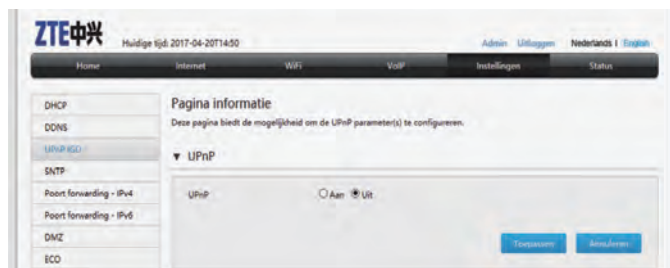 ZTE中兴
Huidige tijd: 2017-04-20T14:50
Admin Uitloggen Nederlands | English
Home Internet WiFi VoIP Instellingen Status
DHCP
DDNS
UPnP IGD
SNTP
Poort forwarding - IPv4
Poort forwarding - IPv6
DMZ
ECO
Pagina informatie
Deze pagina biedt de mogelijkheid om de UPnP parameter(s) te configureren.
▼ UPnP
UPnP Aan Uit
Toepassen Annuleren